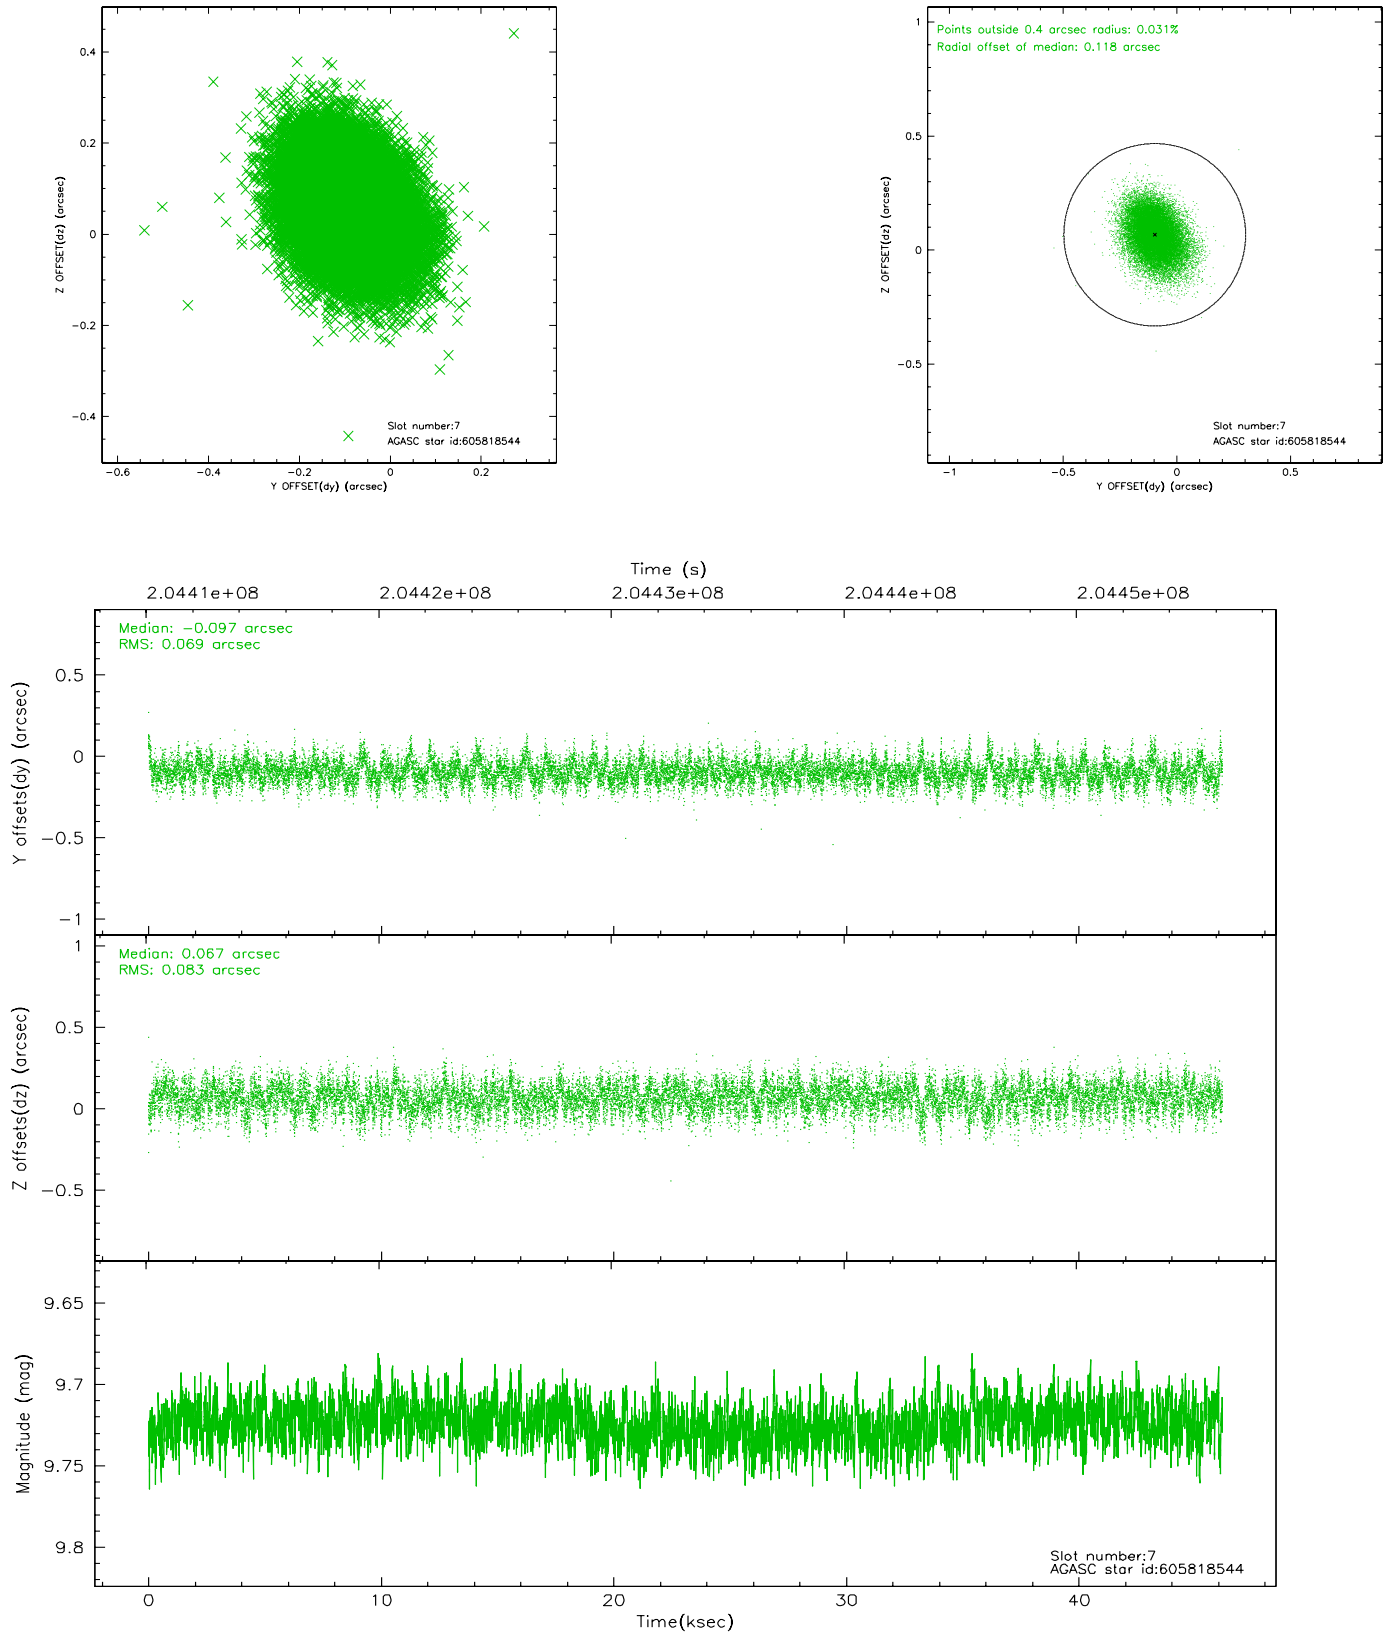 0.4
0.2
0
−0.2
−0.4
Z OFFSET(dz) (arcsec)
Slot number:7
AGASC star id:605818544
−0.6 −0.4 −0.2 0 0.2
Y OFFSET(dy) (arcsec)
Points outside 0.4 arcsec radius: 0.031%
Radial offset of median: 0.118 arcsec
1
0.5
0
−0.5
Z OFFSET(dz) (arcsec)
Slot number:7
AGASC star id:605818544
−1 −0.5 0 0.5
Y OFFSET(dy) (arcsec)
Time (s)
2.0441e+08 2.0442e+08 2.0443e+08 2.0444e+08 2.0445e+08
Median: −0.097 arcsec
RMS: 0.069 arcsec
0.5
0
−0.5
−1
Y offsets(dy) (arcsec)
Median: 0.067 arcsec
RMS: 0.083 arcsec
1
0.5
0
−0.5
Z offsets(dz) (arcsec)
9.65
9.7
9.75
9.8
Magnitude (mag)
Slot number:7
AGASC star id:605818544
0 10 20 30 40
Time(ksec)